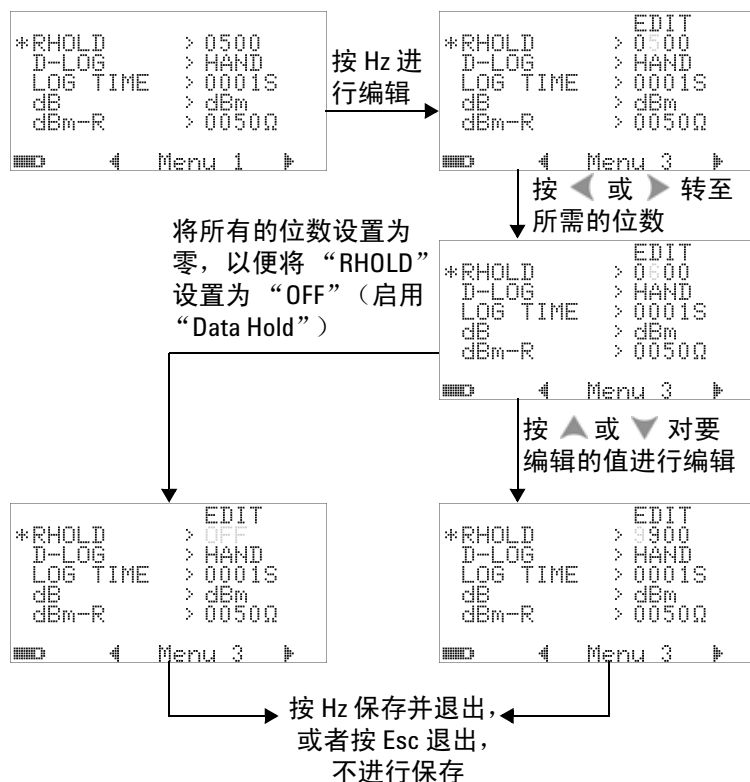 *RHOLD > 0500
D-LOG > HAND
LOG TIME > 0001S
dB > dBm
dBm-R > 0050Ω
Menu 1
按 Hz 进
行编辑
EDIT
*RHOLD > 0500
D-LOG > HAND
LOG TIME > 0001S
dB > dBm
dBm-R > 0050Ω
Menu 3
按 ◀ 或 ▶ 转至
所需的位数
将所有的位数设置为
零，以便将 “RHOLD”
设置为 “OFF”（启用
“Data Hold”）
EDIT
*RHOLD > 0600
D-LOG > HAND
LOG TIME > 0001S
dB > dBm
dBm-R > 0050Ω
Menu 3
按 ▲ 或 ▼ 对要
编辑的值进行编辑
EDIT
*RHOLD > OFF
D-LOG > HAND
LOG TIME > 0001S
dB > dBm
dBm-R > 0050Ω
Menu 3
EDIT
*RHOLD > 9900
D-LOG > HAND
LOG TIME > 0001S
dB > dBm
dBm-R > 0050Ω
Menu 3
按 Hz 保存并退出，
或者按 Esc 退出，
不进行保存